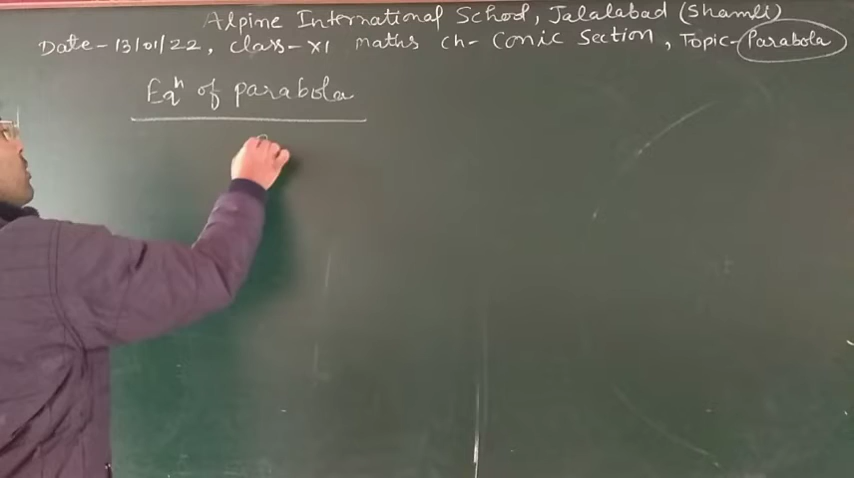 Alpine International School, Jalalabad (Shamli)
Date-13/01/22, class-XI maths ch- Conic Section, Topic-Parabola
Eqn of parabola